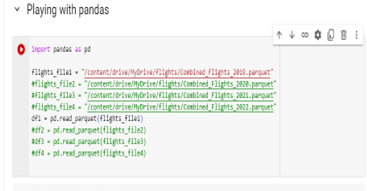 Playing with pandas
import pandas as pd
flights_file1 = "/content/drive/MyDrive/flights/Combined_Flights_2019.parquet"
#flights_file2 = "/content/drive/MyDrive/flights/Combined_Flights_2020.parquet"
#flights_file3 = "/content/drive/MyDrive/flights/Combined_Flights_2021.parquet"
#flights_file4 = "/content/drive/MyDrive/flights/Combined_Flights_2022.parquet"
df1 = pd.read_parquet(flights_file1)
#df2 = pd.read_parquet(flights_file2)
#df3 = pd.read_parquet(flights_file3)
#df4 = pd.read_parquet(flights_file4)